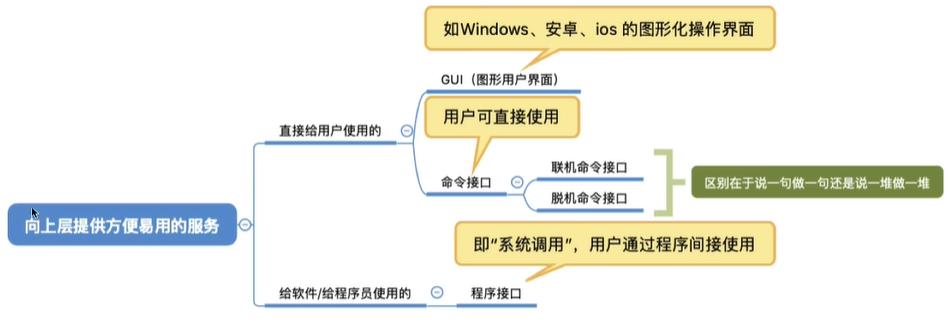 如Windows、安卓、ios 的图形化操作界面
GUI（图形用户界面）
用户可直接使用
直接给用户使用的
命令接口
联机命令接口
脱机命令接口
区别在于说一句做一句还是说一堆做一堆
向上层提供方便易用的服务
即“系统调用”，用户通过程序间接使用
给软件/给程序员使用的
程序接口